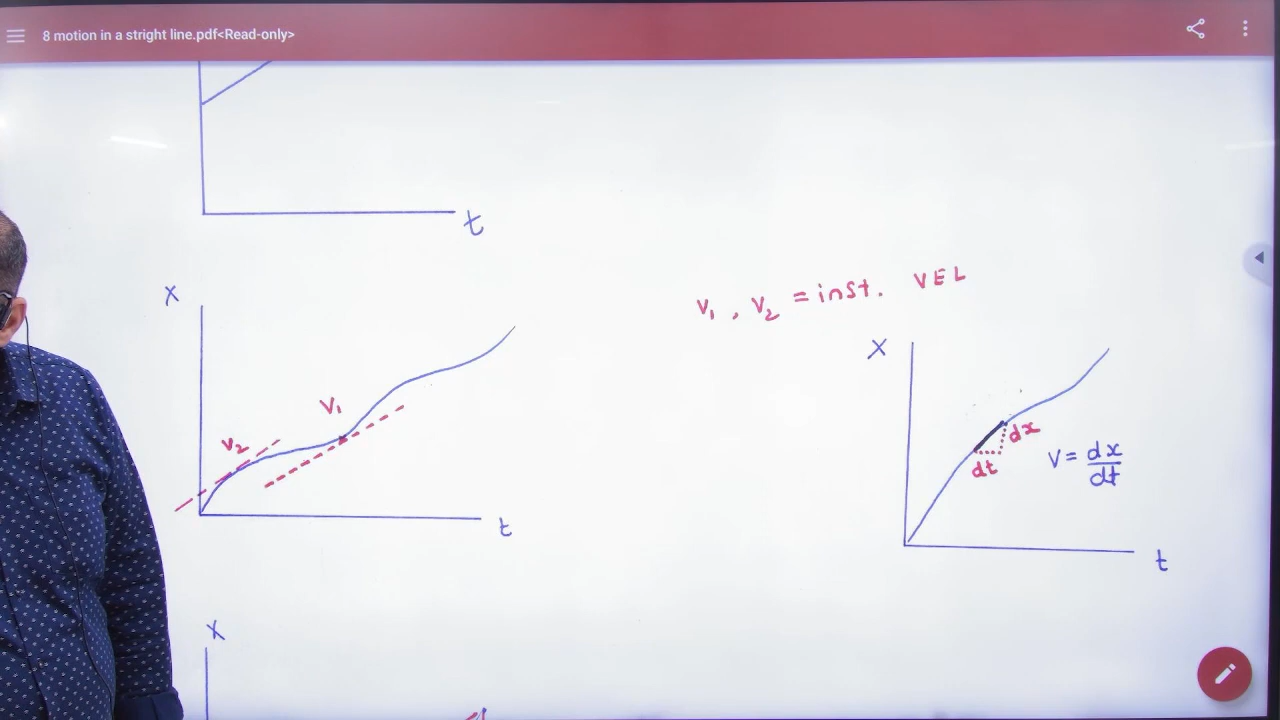 8 motion in a stright line.pdf<Read-only>
t
x
V₁
V₂
t
V₁, V₂ = inst. VEL
x
dx
dt
V = dx/dt
t
x